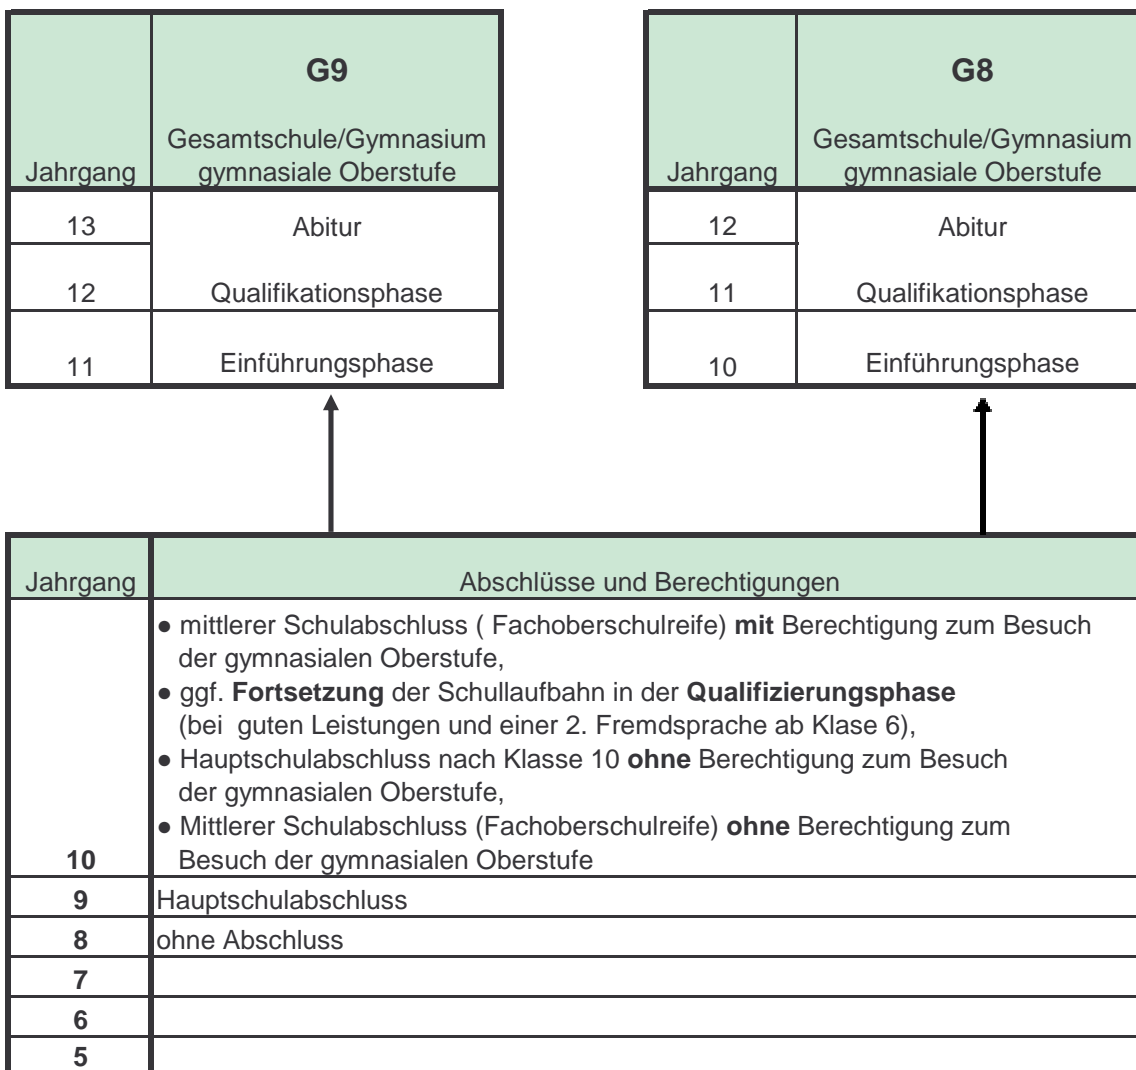 G9
Gesamtschule/Gymnasium
Jahrgang gymnasiale Oberstufe
13 Abitur
12 Qualifikationsphase
11 Einführungsphase
G8
Gesamtschule/Gymnasium
Jahrgang gymnasiale Oberstufe
12 Abitur
11 Qualifikationsphase
10 Einführungsphase
Jahrgang Abschlüsse und Berechtigungen
● mittlerer Schulabschluss ( Fachoberschulreife) mit Berechtigung zum Besuch
der gymnasialen Oberstufe,
● ggf. Fortsetzung der Schullaufbahn in der Qualifizierungsphase
(bei guten Leistungen und einer 2. Fremdsprache ab Klase 6),
● Hauptschulabschluss nach Klasse 10 ohne Berechtigung zum Besuch
der gymnasialen Oberstufe,
● Mittlerer Schulabschluss (Fachoberschulreife) ohne Berechtigung zum
10 Besuch der gymnasialen Oberstufe
9 Hauptschulabschluss
8 ohne Abschluss
7
6
5